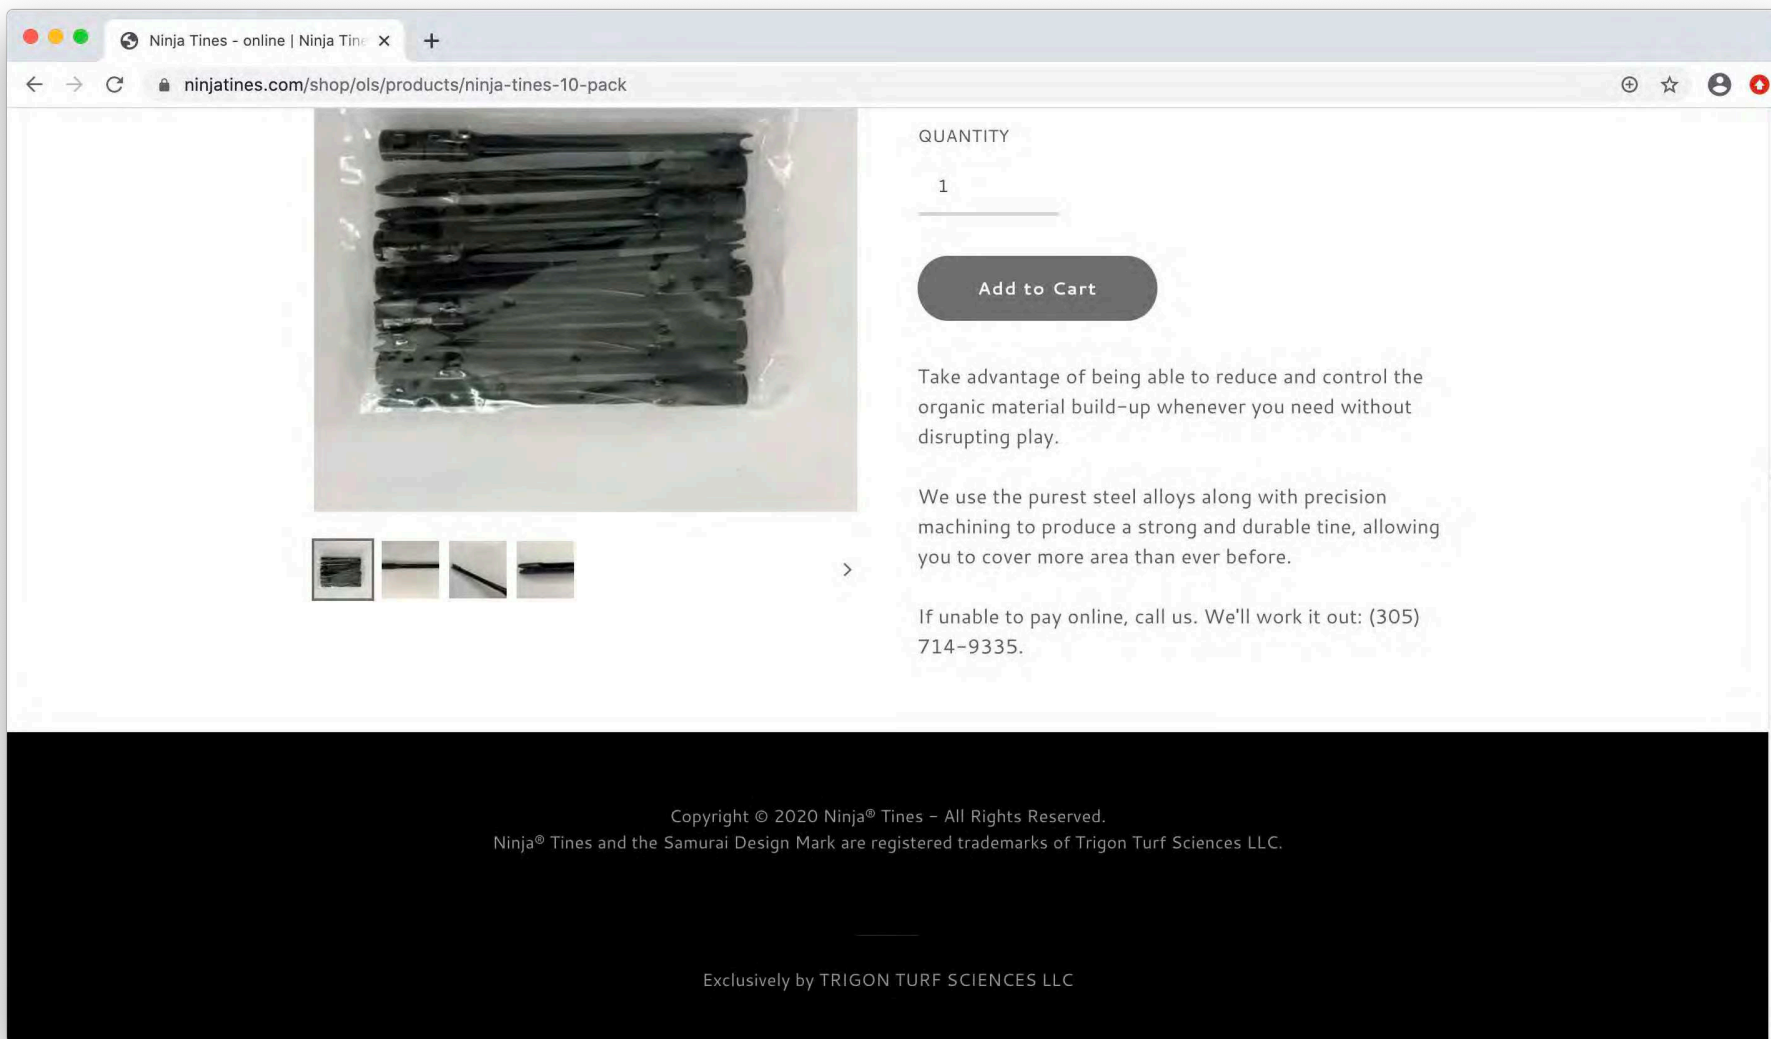 Ninja Tines - online | Ninja Tine
ninjatines.com/shop/ols/products/ninja-tines-10-pack
QUANTITY
1
Add to Cart
Take advantage of being able to reduce and control the
organic material build-up whenever you need without
disrupting play.
We use the purest steel alloys along with precision
machining to produce a strong and durable tine, allowing
you to cover more area than ever before.
If unable to pay online, call us. We'll work it out: (305)
714-9335.
Copyright © 2020 Ninja® Tines - All Rights Reserved.
Ninja® Tines and the Samurai Design Mark are registered trademarks of Trigon Turf Sciences LLC.
Exclusively by TRIGON TURF SCIENCES LLC